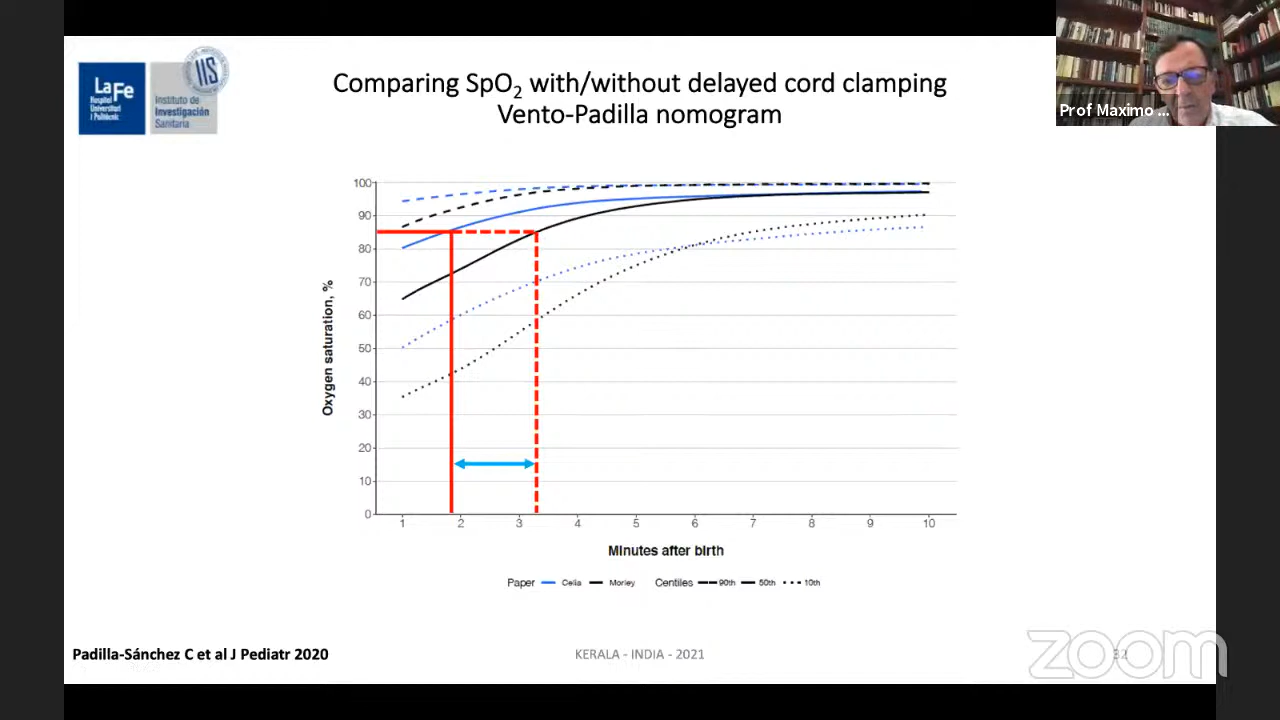 LaFe
Hospital
Universitari
i Politècnic
IIS
Instituto de
Investigación
Sanitaria
Comparing SpO₂ with/without delayed cord clamping
Vento-Padilla nomogram
Prof Maximo ...
100
90
80
70
60
50
40
30
20
10
0
Oxygen saturation, %
1 2 3 4 5 6 7 8 9 10
Minutes after birth
Paper Celia Morley Centiles 90th 50th 10th
Padilla-Sánchez C et al J Pediatr 2020
KERALA - INDIA - 2021
32
zoom